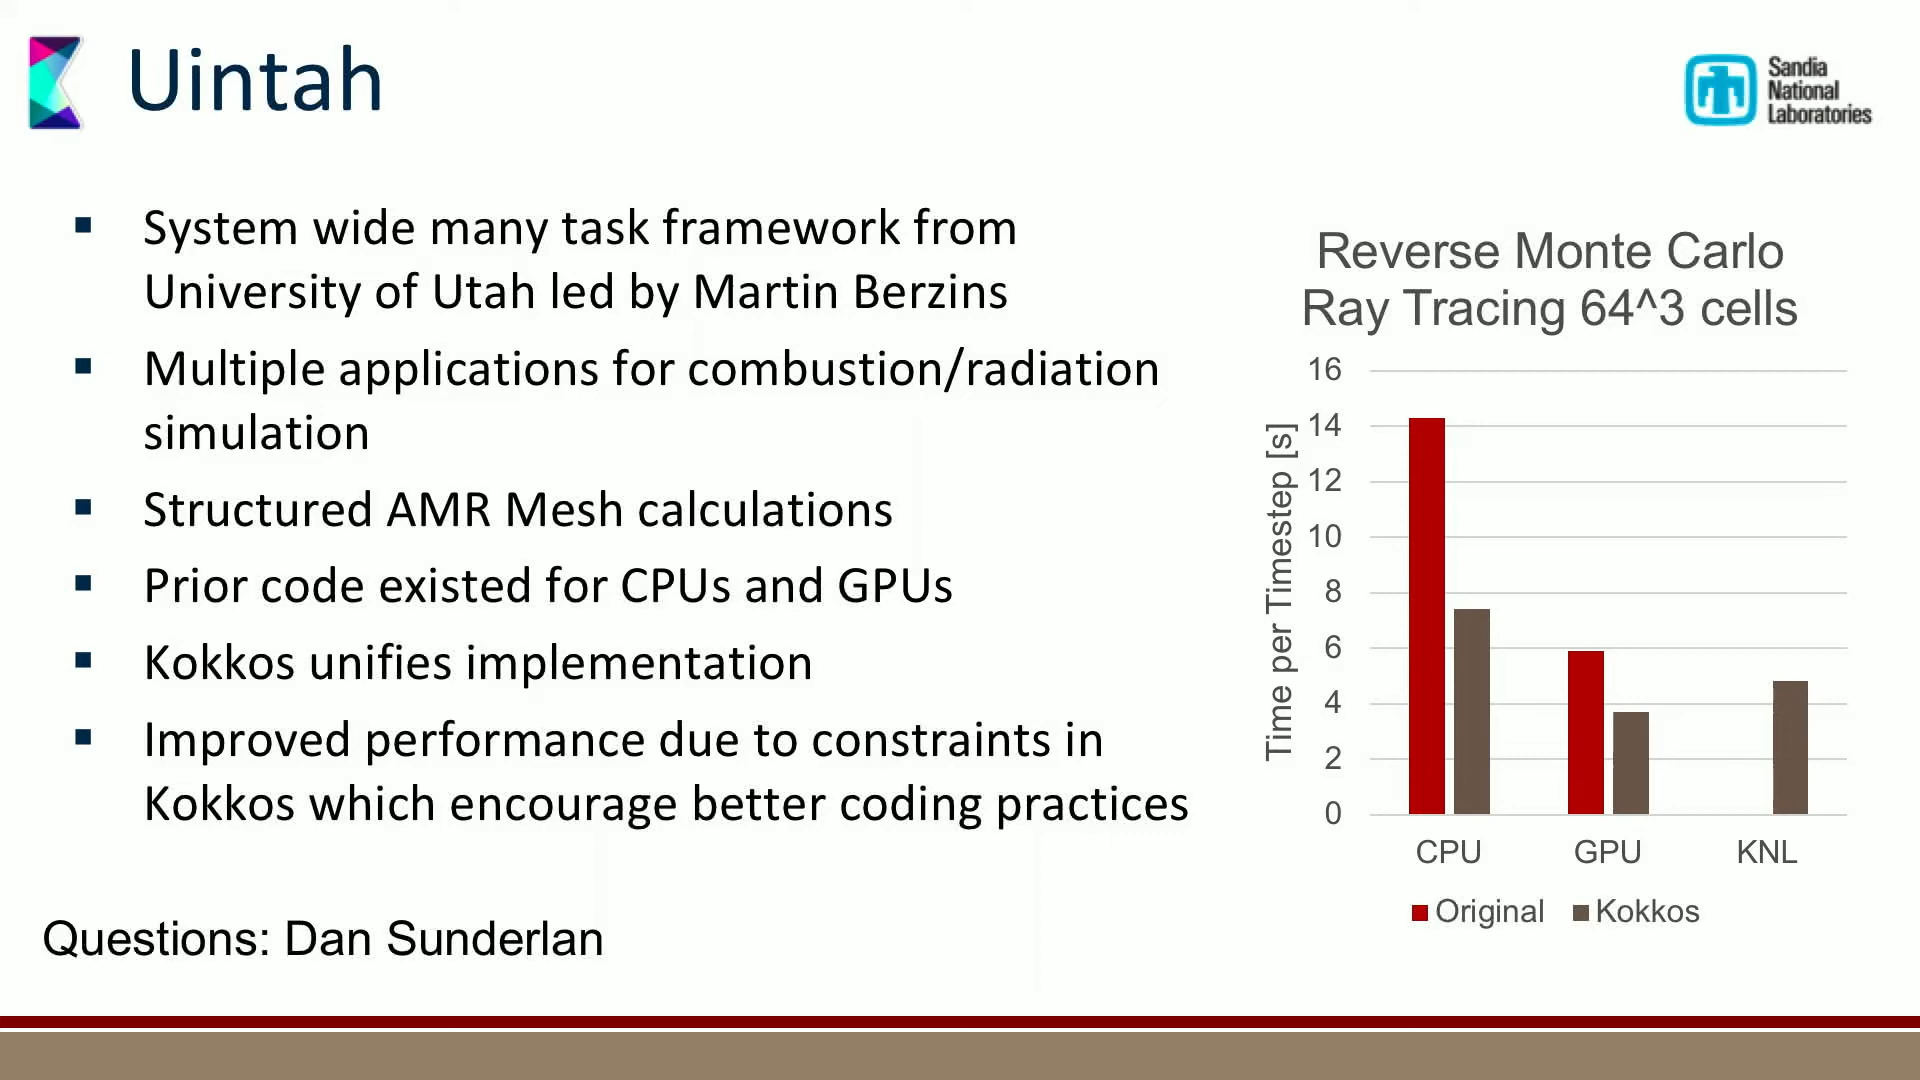 Uintah
Sandia
National
Laboratories
▪ System wide many task framework from
University of Utah led by Martin Berzins
▪ Multiple applications for combustion/radiation
simulation
▪ Structured AMR Mesh calculations
▪ Prior code existed for CPUs and GPUs
▪ Kokkos unifies implementation
▪ Improved performance due to constraints in
Kokkos which encourage better coding practices
Questions: Dan Sunderlan
Reverse Monte Carlo
Ray Tracing 64^3 cells
Time per Timestep [s]
16
14
12
10
8
6
4
2
0
CPU GPU KNL
Original Kokkos